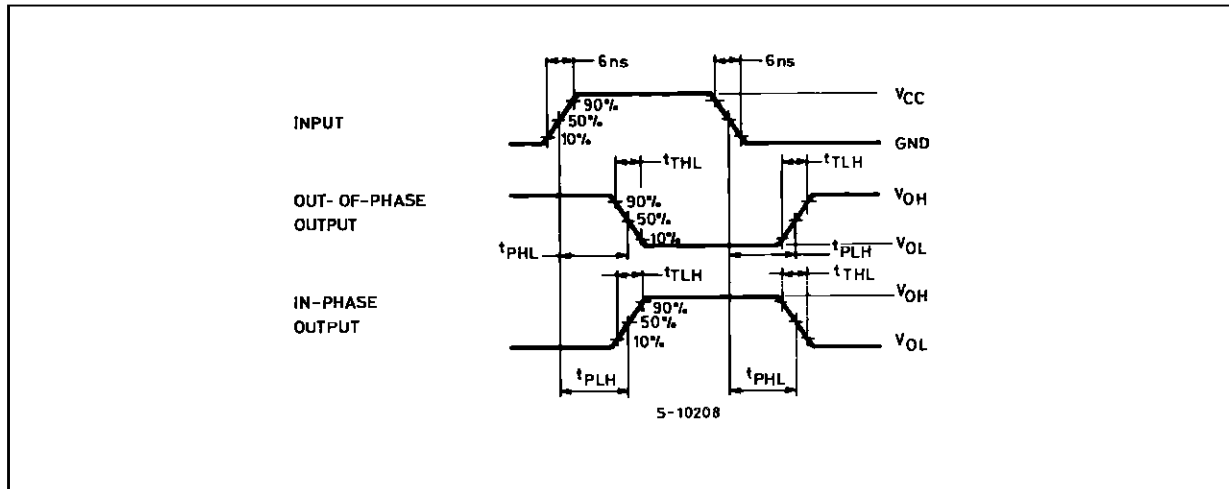 6ns 6ns
VCC
90%
INPUT 50%
10%
GND
tTHL tTLH
90% VOH
OUT-OF-PHASE
OUTPUT 50%
10%
tPHL tPLH VOL
tTLH tTHL
IN-PHASE VOH
90%
OUTPUT 50%
10% VOL
tPLH tPHL
S-10208